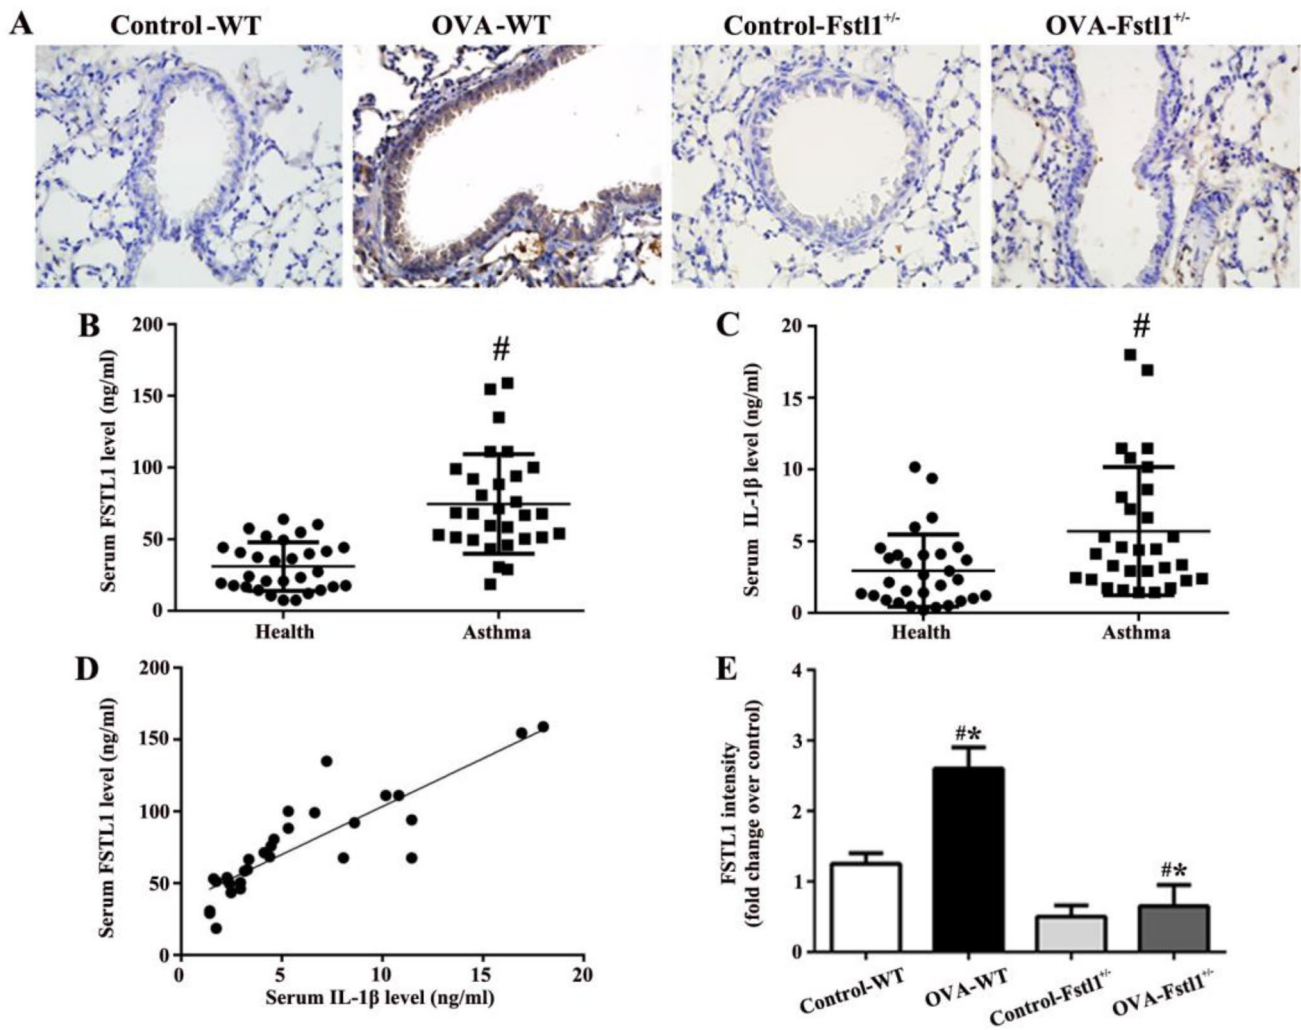 A
Control-WT
OVA-WT
Control-Fstl1+/-
OVA-Fstl1+/-
B
Serum FSTL1 level (ng/ml)
200
150
100
50
0
#
Health
Asthma
C
Serum IL-1β level (ng/ml)
20
15
10
5
0
#
Health
Asthma
D
Serum FSTL1 level (ng/ml)
200
150
100
50
0
0
5
10
15
20
Serum IL-1β level (ng/ml)
E
FSTL1 intensity
(fold change over control)
4
3
2
1
0
#*
#*
Control-WT
OVA-WT
Control-Fstl1+/-
OVA-Fstl1+/-